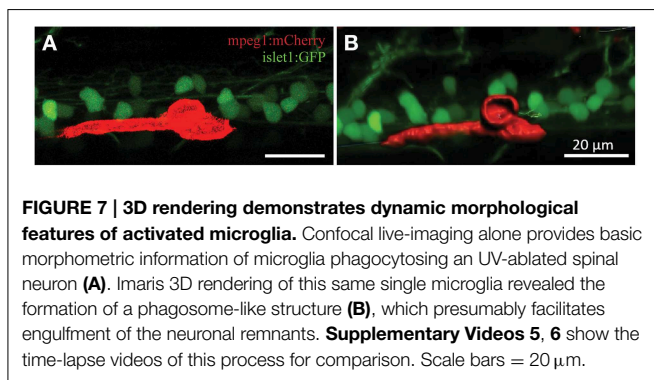 A
mpeg1:mCherry
islet1:GFP
B
20 μm
FIGURE 7 | 3D rendering demonstrates dynamic morphological
features of activated microglia. Confocal live-imaging alone provides basic
morphometric information of microglia phagocytosing an UV-ablated spinal
neuron (A). Imaris 3D rendering of this same single microglia revealed the
formation of a phagosome-like structure (B), which presumably facilitates
engulfment of the neuronal remnants. Supplementary Videos 5, 6 show the
time-lapse videos of this process for comparison. Scale bars = 20 μm.